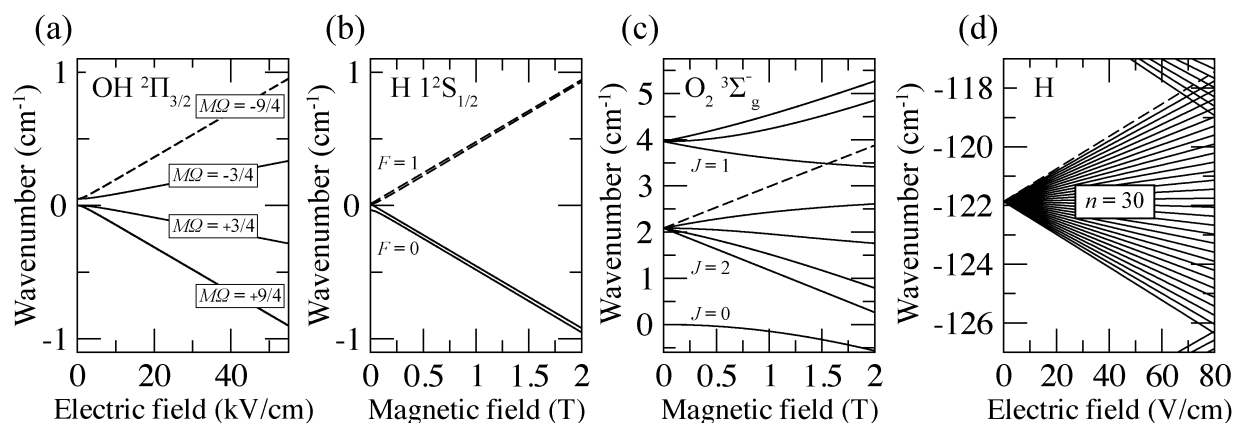 (a)
Wavenumber (cm⁻¹)
1
0
-1
OH ²Π₃/₂
MΩ = -9/4
MΩ = -3/4
MΩ = +3/4
MΩ = +9/4
0 20 40
Electric field (kV/cm)
(b)
Wavenumber (cm⁻¹)
1
0
-1
H 1²S₁/₂
F = 1
F = 0
0 0.5 1 1.5 2
Magnetic field (T)
(c)
Wavenumber (cm⁻¹)
5
4
3
2
1
0
O₂ ³Σ⁻g
J = 1
J = 2
J = 0
0 0.5 1 1.5 2
Magnetic field (T)
(d)
Wavenumber (cm⁻¹)
-118
-120
-122
-124
-126
H
n = 30
0 20 40 60 80
Electric field (V/cm)